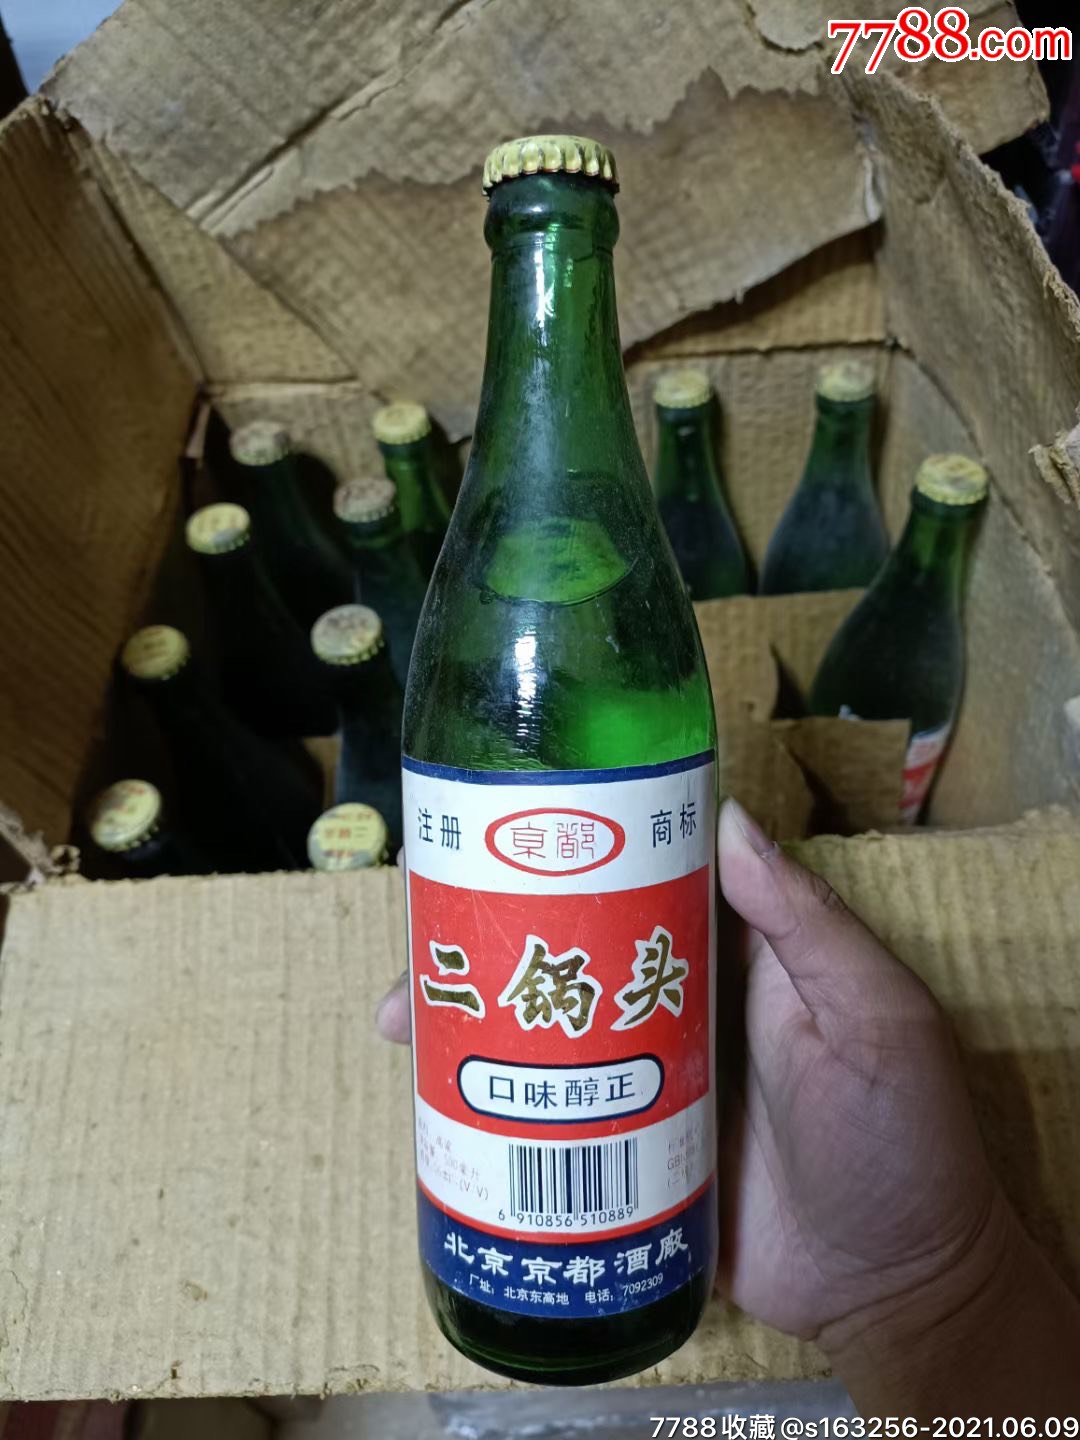 7788.com
注册 京都 商标
二锅头
口味醇正
6 910856 510889
北京京都酒廠
厂址：北京东高地 电话：7092309
7788收藏@s163256-2021.06.09